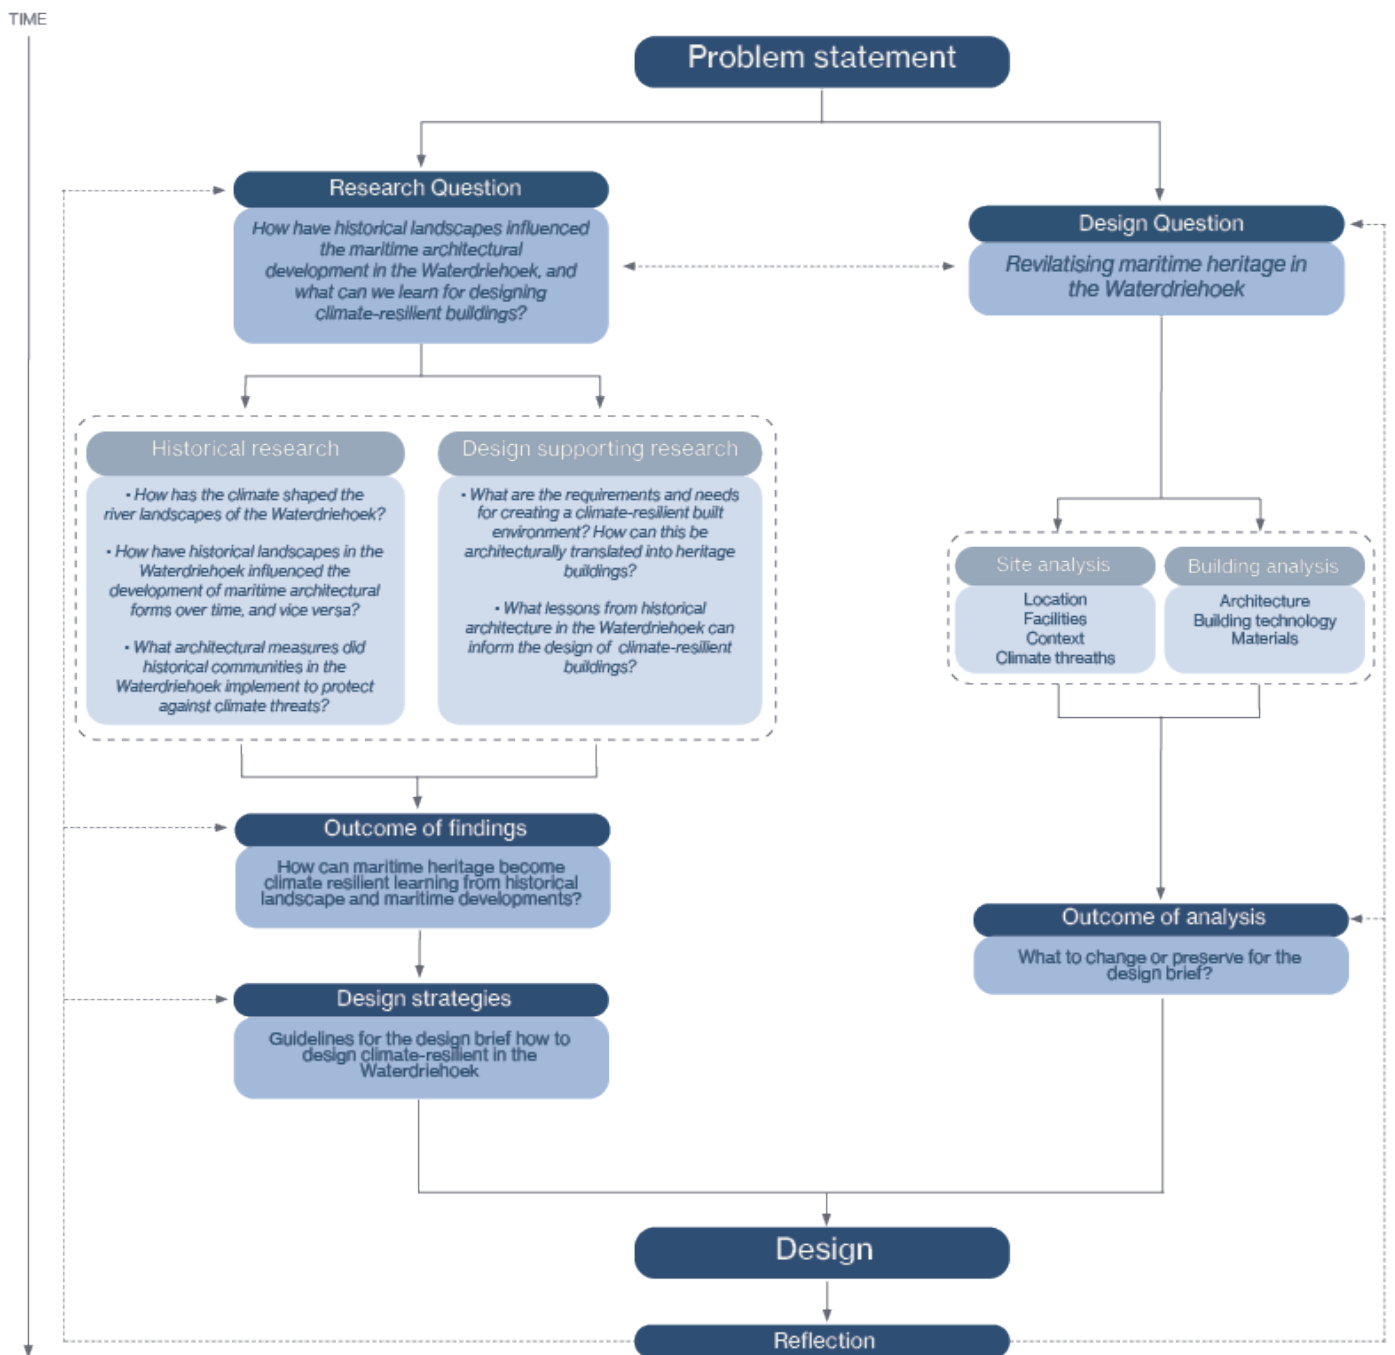 TIME
Problem statement
Research Question
How have historical landscapes influenced
the maritime architectural
development in the Waterdriehoek, and
what can we learn for designing
climate-resilient buildings?
Design Question
Revilatising maritime heritage in
the Waterdriehoek
Historical research
• How has the climate shaped the
river landscapes of the Waterdriehoek?
• How have historical landscapes in the
Waterdriehoek influenced the
development of maritime architectural
forms over time, and vice versa?
• What architectural measures did
historical communities in the
Waterdriehoek implement to protect
against climate threats?
Design supporting research
• What are the requirements and needs
for creating a climate-resilient built
environment? How can this be
architecturally translated into heritage
buildings?
• What lessons from historical
architecture in the Waterdriehoek can
inform the design of climate-resilient
buildings?
Site analysis
Location
Facilities
Context
Climate threaths
Building analysis
Architecture
Building technology
Materials
Outcome of findings
How can maritime heritage become
climate resilient learning from historical
landscape and maritime developments?
Outcome of analysis
What to change or preserve for the
design brief?
Design strategies
Guidelines for the design brief how to
design climate-resilient in the
Waterdriehoek
Design
Reflection